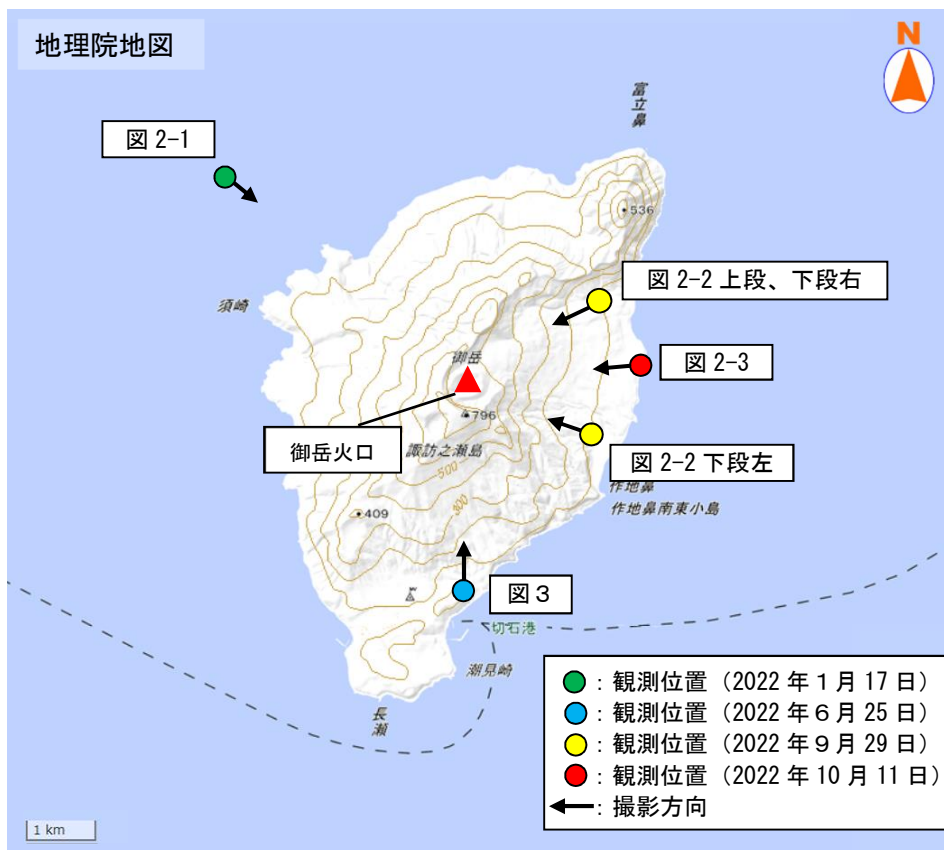 地理院地図
N
富立鼻
図 2-1
536
図 2-2 上段、下段右
須崎
御岳
図 2-3
796
御岳火口
諏訪之瀬島
500
図 2-2 下段左
作地鼻
作地鼻南東小島
409
300
図 3
切石港
潮見崎
長瀬
：観測位置（2022 年 1 月 17 日）
：観測位置（2022 年 6 月 25 日）
：観測位置（2022 年 9 月 29 日）
：観測位置（2022 年 10 月 11 日）
：撮影方向
1 km